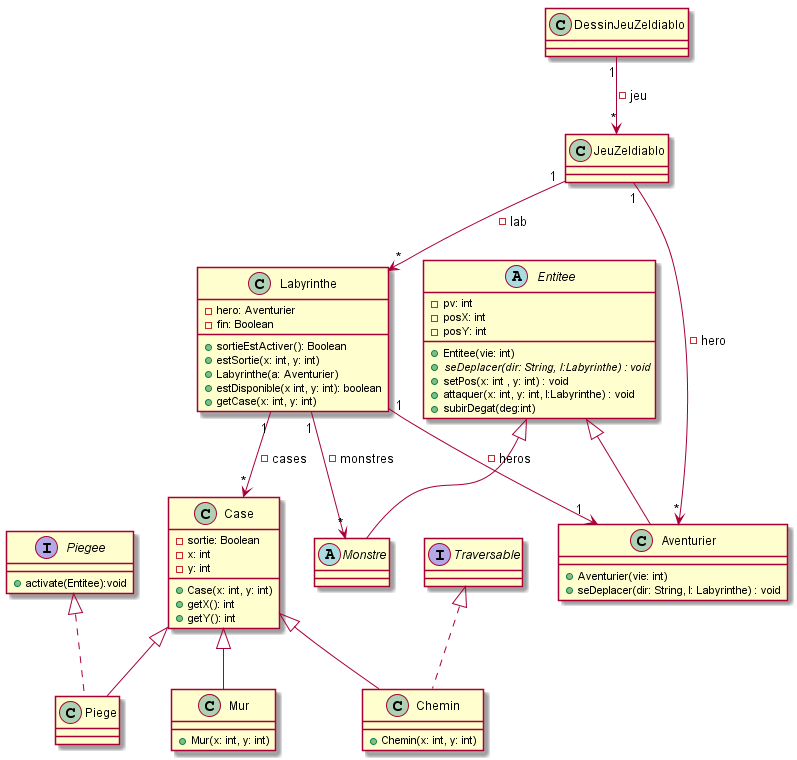 C DessinJeuZeldiablo
1
jeu
*
C JeuZeldiablo
1
1
lab
*
C Labyrinthe
hero: Aventurier
fin: Boolean
sortieEstActiver(): Boolean
estSortie(x: int, y: int)
Labyrinthe(a: Aventurier)
estDisponible(x int, y: int): boolean
getCase(x: int, y: int)
A Entitee
pv: int
posX: int
posY: int
Entitee(vie: int)
seDeplacer(dir: String, l:Labyrinthe) : void
setPos(x: int , y: int) : void
attaquer(x: int, y: int, l:Labyrinthe) : void
subirDegat(deg:int)
hero
1
1
1
cases
monstres
heros
*
*
1
*
C Case
sortie: Boolean
x: int
y: int
Case(x: int, y: int)
getX(): int
getY(): int
I Piegee
activate(Entitee):void
A Monstre
I Traversable
C Aventurier
Aventurier(vie: int)
seDeplacer(dir: String, l: Labyrinthe) : void
C Piege
C Mur
Mur(x: int, y: int)
C Chemin
Chemin(x: int, y: int)